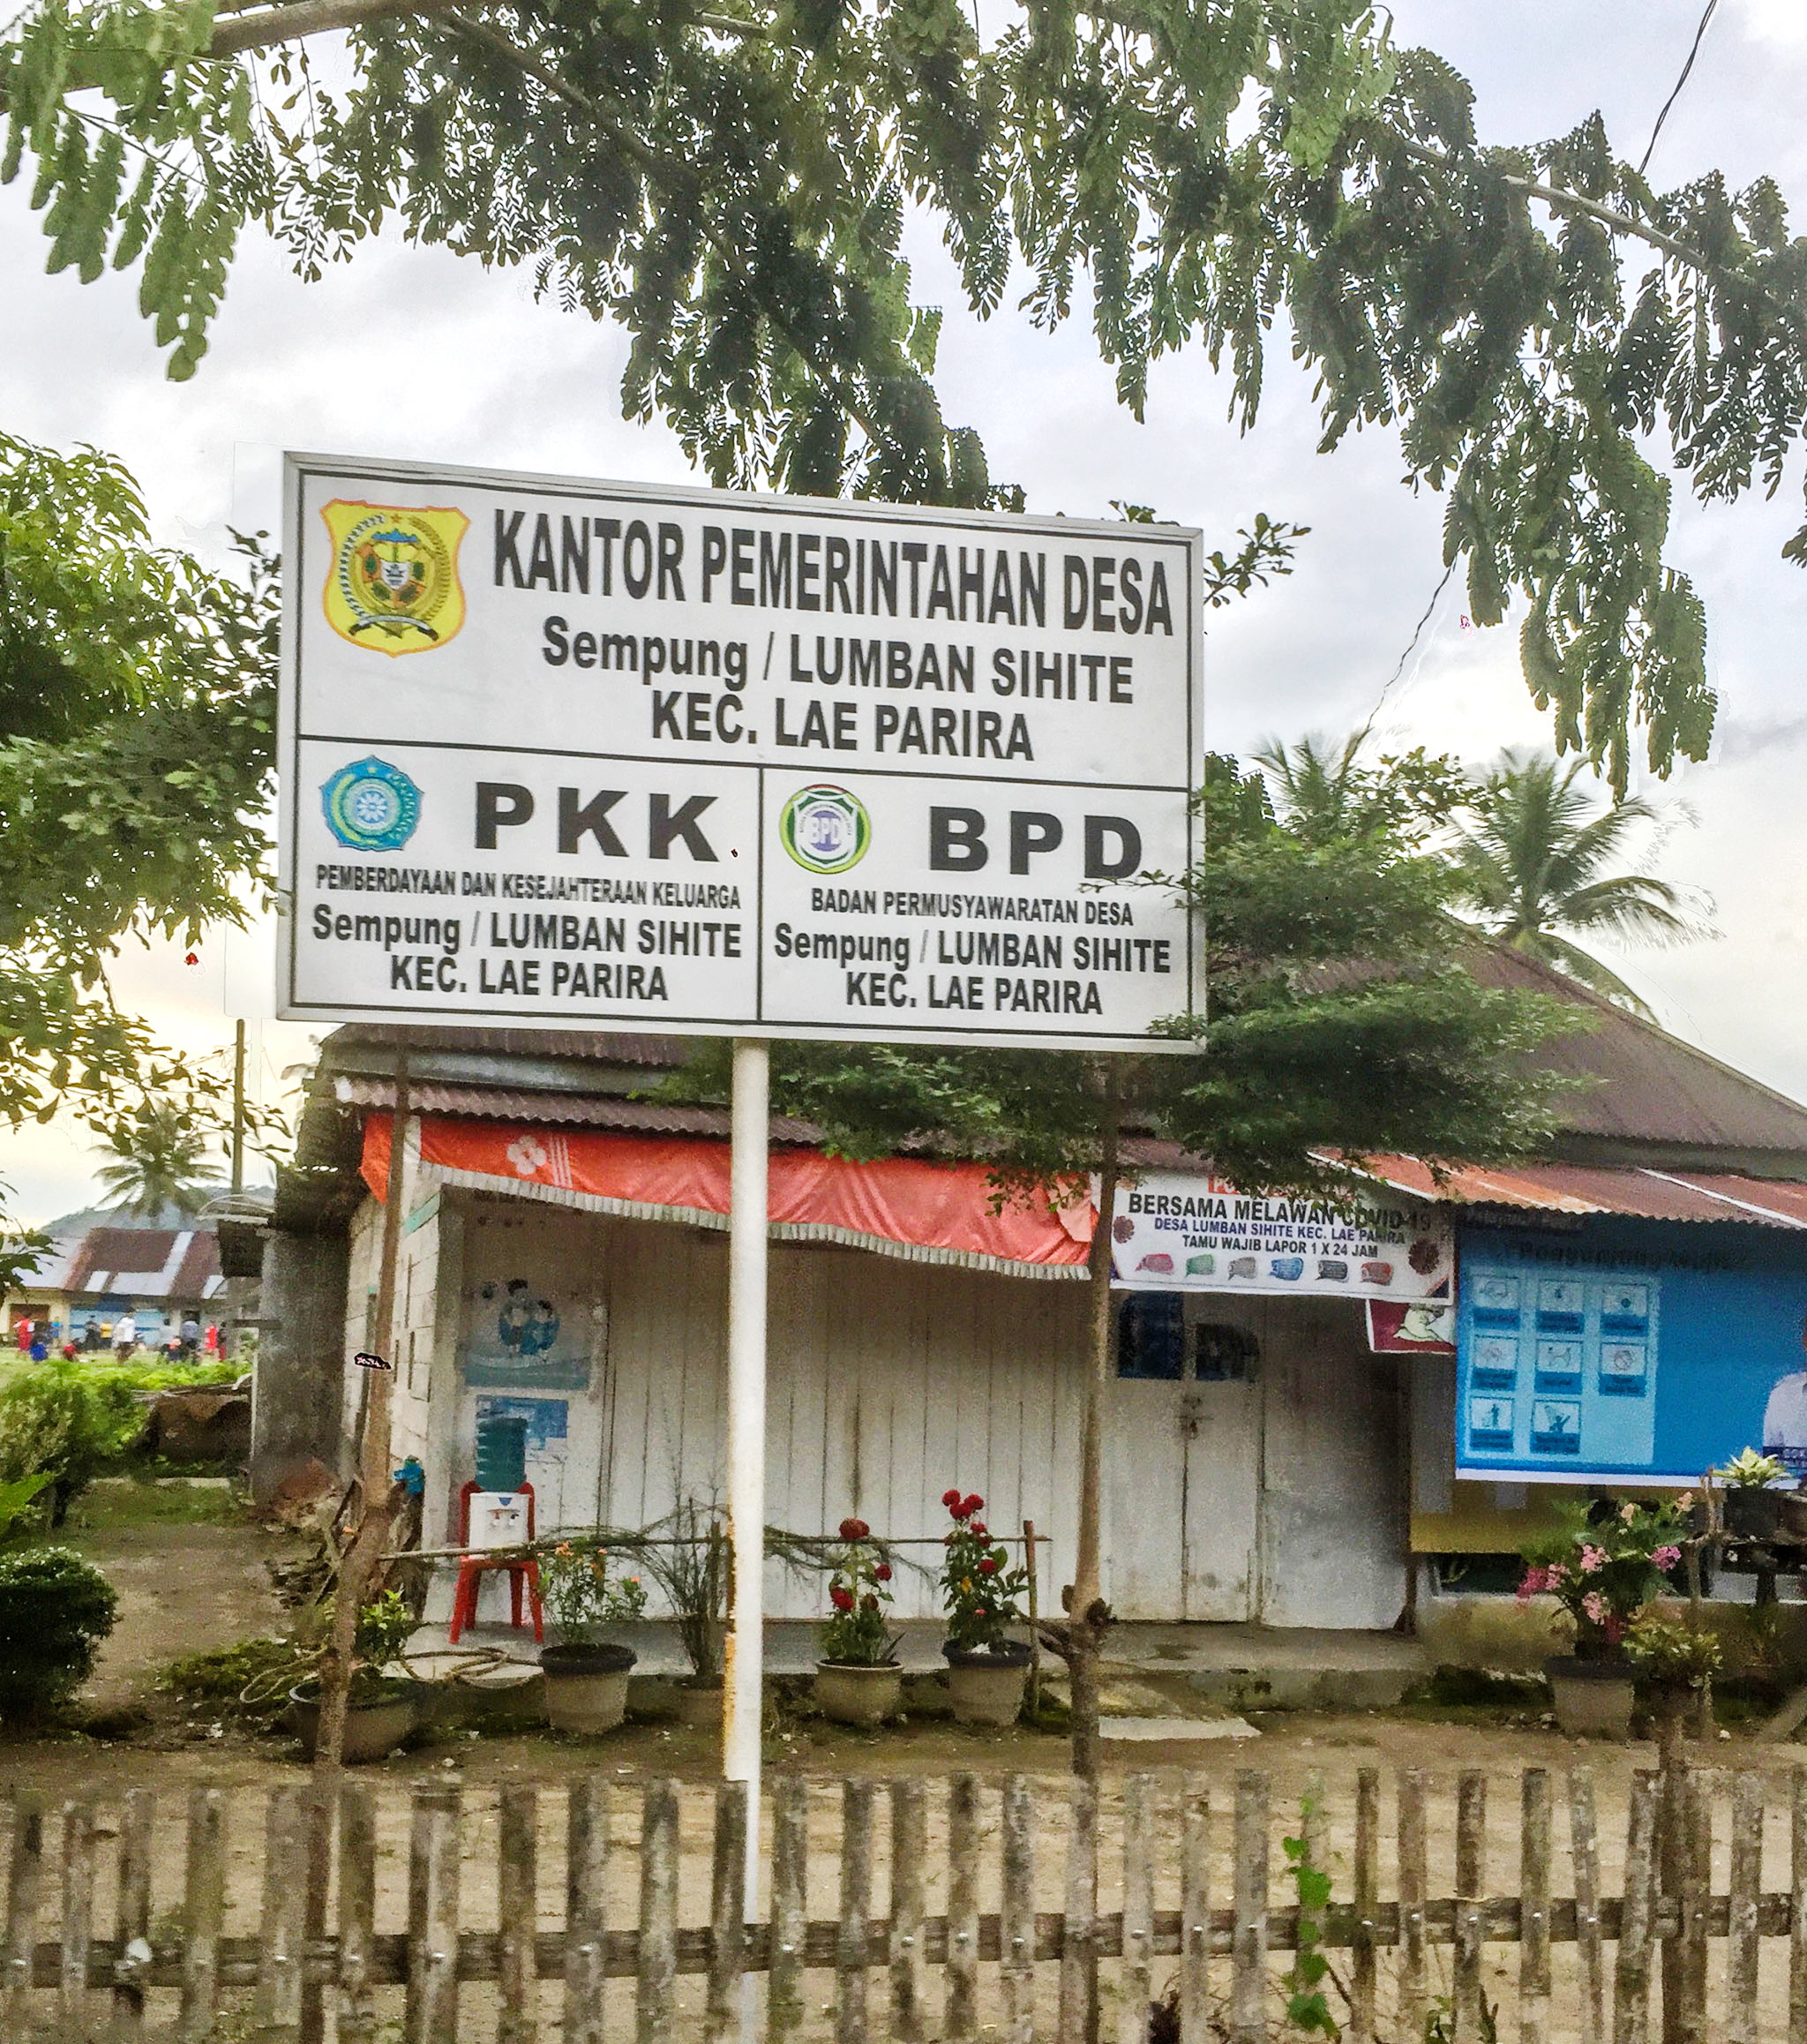 KANTOR PEMERINTAHAN DESA
Sempung / LUMBAN SIHITE
KEC. LAE PARIRA
PKK
PEMBERDAYAAN DAN KESEJAHTERAAN KELUARGA
Sempung / LUMBAN SIHITE
KEC. LAE PARIRA
BPD
BPD
BADAN PERMUSYAWARATAN DESA
Sempung / LUMBAN SIHITE
KEC. LAE PARIRA
BERSAMA MELAWAN COVID-19
DESA LUMBAN SIHITE KEC. LAE PARIRA
TAMU WAJIB LAPOR 1 X 24 JAM